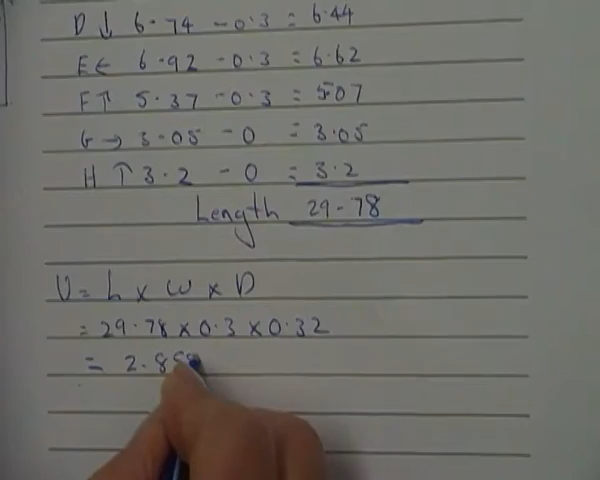 D ↓ 6.74 - 0.3 = 6.44
E ← 6.92 - 0.3 = 6.62
F ↑ 5.37 - 0.3 = 5.07
G → 3.05 - 0 = 3.05
H ↑ 3.2 - 0 = 3.2
Length 29.78
V = L x W x D
= 29.78 x 0.3 x 0.32
= 2.858